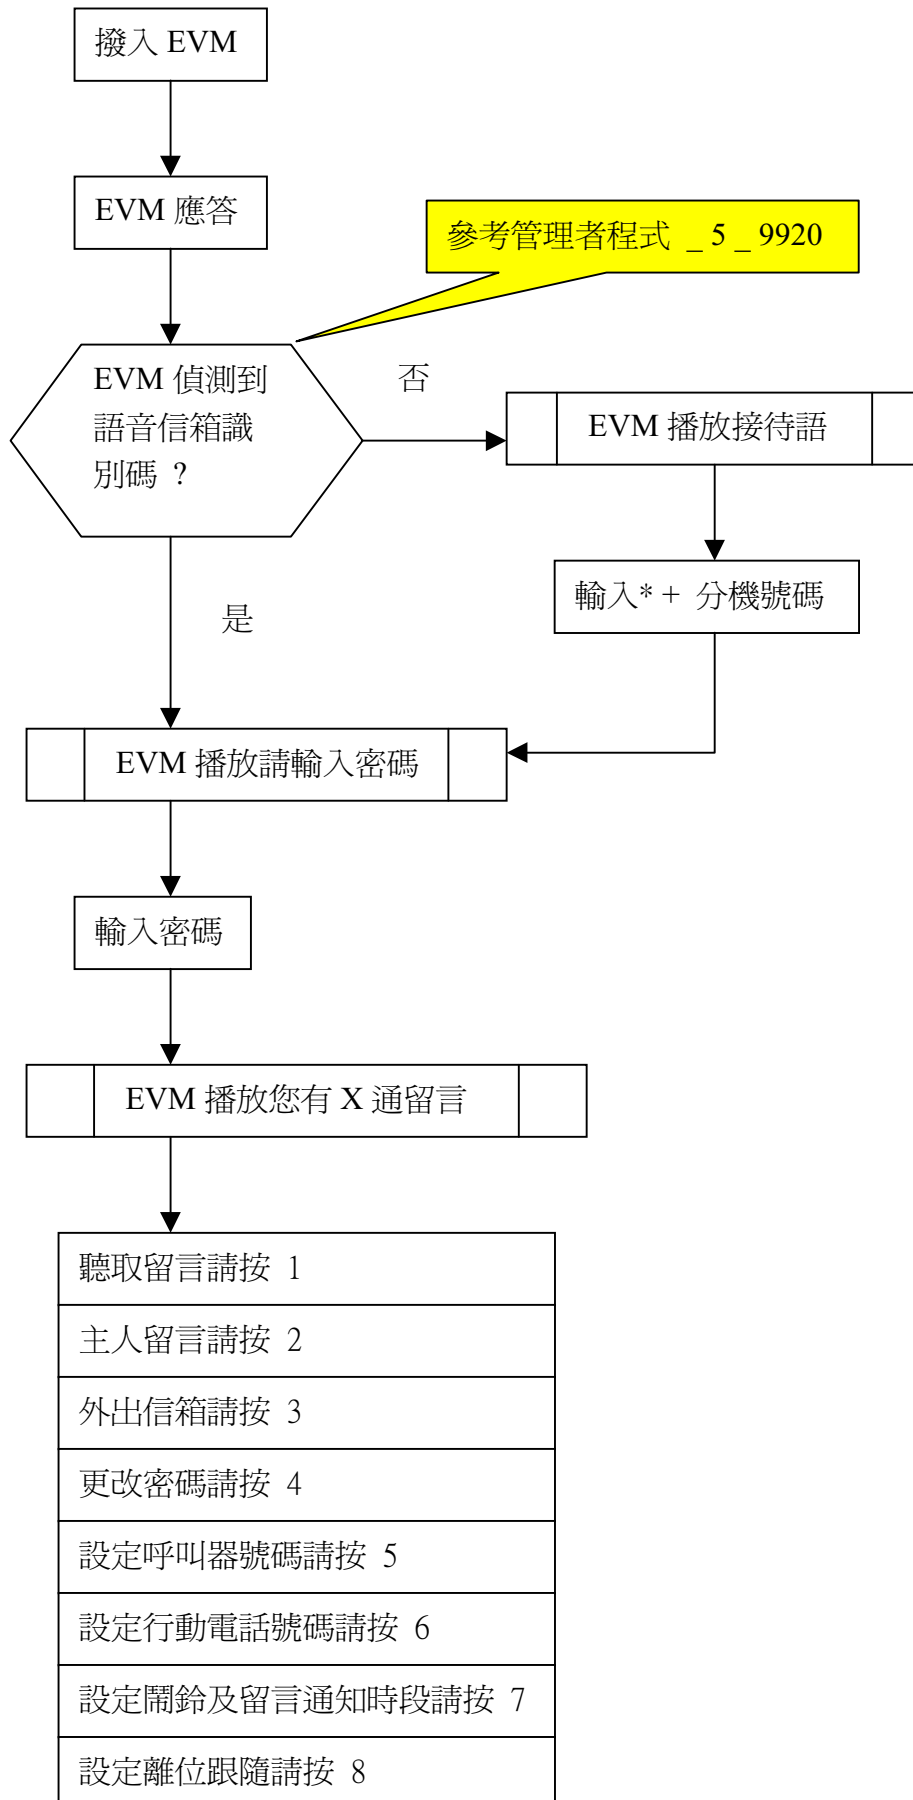 撥入 EVM
EVM 應答
參考管理者程式 _ 5 _ 9920
EVM 偵測到
語音信箱識
別碼 ?
否
EVM 播放接待語
輸入* + 分機號碼
是
EVM 播放請輸入密碼
輸入密碼
EVM 播放您有 X 通留言
聽取留言請按 1
主人留言請按 2
外出信箱請按 3
更改密碼請按 4
設定呼叫器號碼請按 5
設定行動電話號碼請按 6
設定鬧鈴及留言通知時段請按 7
設定離位跟隨請按 8